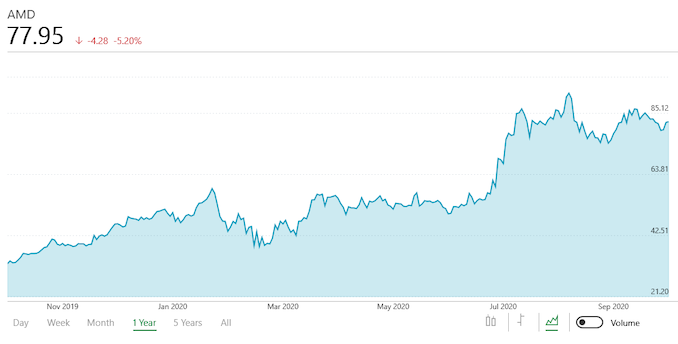 AMD
77.95 ↓ -4.28 -5.20%
85.12
63.81
42.51
21.20
Nov 2019 Jan 2020 Mar 2020 May 2020 Jul 2020 Sep 2020
Day Week Month 1 Year 5 Years All Volume